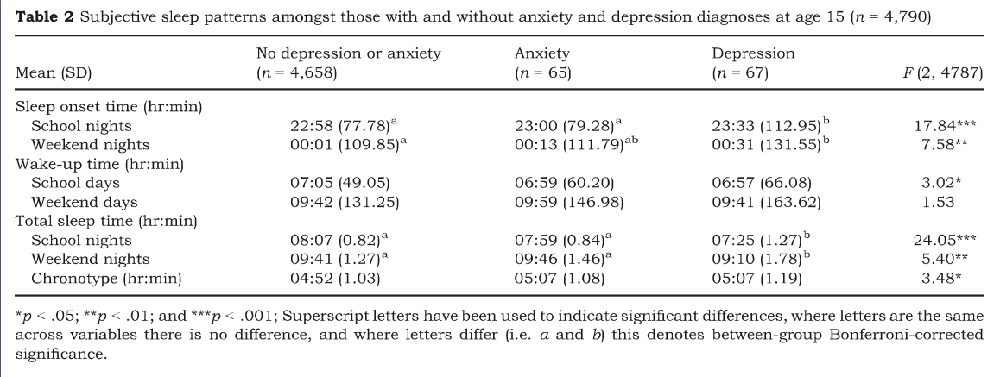 Table 2 Subjective sleep patterns amongst those with and without anxiety and depression diagnoses at age 15 (n = 4,790)
No depression or anxiety Anxiety Depression
Mean (SD) (n = 4,658) (n = 65) (n = 67) F (2, 4787)
Sleep onset time (hr:min)
School nights 22:58 (77.78)a 23:00 (79.28)a 23:33 (112.95)b 17.84***
Weekend nights 00:01 (109.85)a 00:13 (111.79)ab 00:31 (131.55)b 7.58**
Wake-up time (hr:min)
School days 07:05 (49.05) 06:59 (60.20) 06:57 (66.08) 3.02*
Weekend days 09:42 (131.25) 09:59 (146.98) 09:41 (163.62) 1.53
Total sleep time (hr:min)
School nights 08:07 (0.82)a 07:59 (0.84)a 07:25 (1.27)b 24.05***
Weekend nights 09:41 (1.27)a 09:46 (1.46)a 09:10 (1.78)b 5.40**
Chronotype (hr:min) 04:52 (1.03) 05:07 (1.08) 05:07 (1.19) 3.48*
*p < .05; **p < .01; and ***p < .001; Superscript letters have been used to indicate significant differences, where letters are the same
across variables there is no difference, and where letters differ (i.e. a and b) this denotes between-group Bonferroni-corrected
significance.